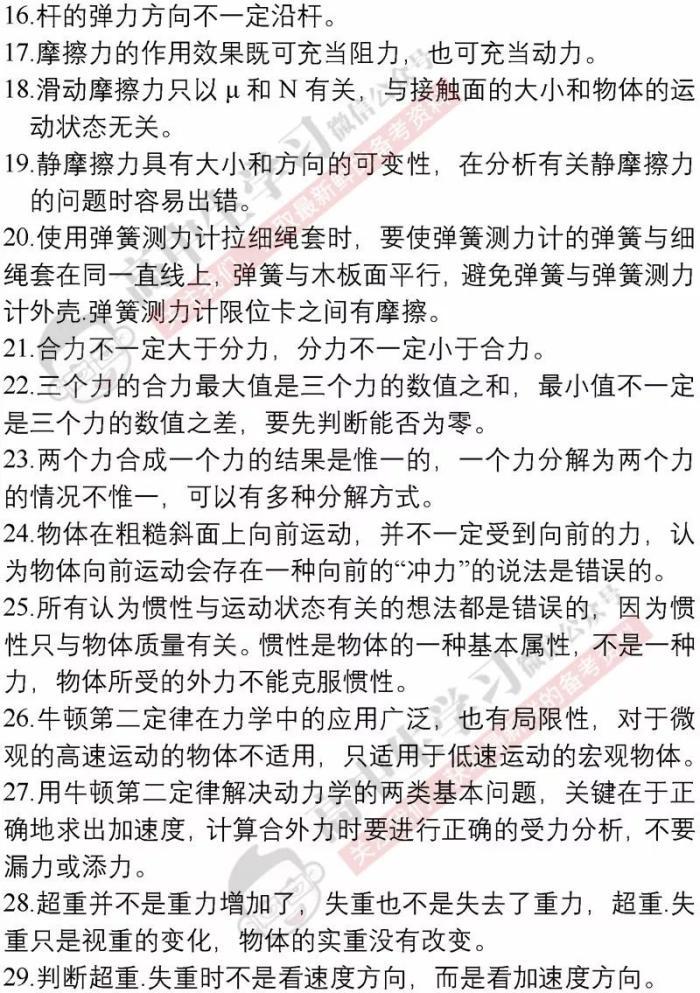 16.杆的弹力方向不一定沿杆。
17.摩擦力的作用效果既可充当阻力，也可充当动力。
18.滑动摩擦力只以 μ 和 N 有关，与接触面的大小和物体的运
动状态无关。
19.静摩擦力具有大小和方向的可变性，在分析有关静摩擦力
的问题时容易出错。
20.使用弹簧测力计拉细绳套时，要使弹簧测力计的弹簧与细
绳套在同一直线上，弹簧与木板面平行，避免弹簧与弹簧测力
计外壳.弹簧测力计限位卡之间有摩擦。
21.合力不一定大于分力，分力不一定小于合力。
22.三个力的合力最大值是三个力的数值之和，最小值不一定
是三个力的数值之差，要先判断能否为零。
23.两个力合成一个力的结果是惟一的，一个力分解为两个力
的情况不惟一，可以有多种分解方式。
24.物体在粗糙斜面上向前运动，并不一定受到向前的力，认
为物体向前运动会存在一种向前的“冲力”的说法是错误的。
25.所有认为惯性与运动状态有关的想法都是错误的，因为惯
性只与物体质量有关。惯性是物体的一种基本属性，不是一种
力，物体所受的外力不能克服惯性。
26.牛顿第二定律在力学中的应用广泛，也有局限性，对于微
观的高速运动的物体不适用，只适用于低速运动的宏观物体。
27.用牛顿第二定律解决动力学的两类基本问题，关键在于正
确地求出加速度，计算合外力时要进行正确的受力分析，不要
漏力或添力。
28.超重并不是重力增加了，失重也不是失去了重力，超重.失
重只是视重的变化，物体的实重没有改变。
29.判断超重.失重时不是看速度方向，而是看加速度方向。
高中生学习
微信公众号
高中生学习
微信公众号